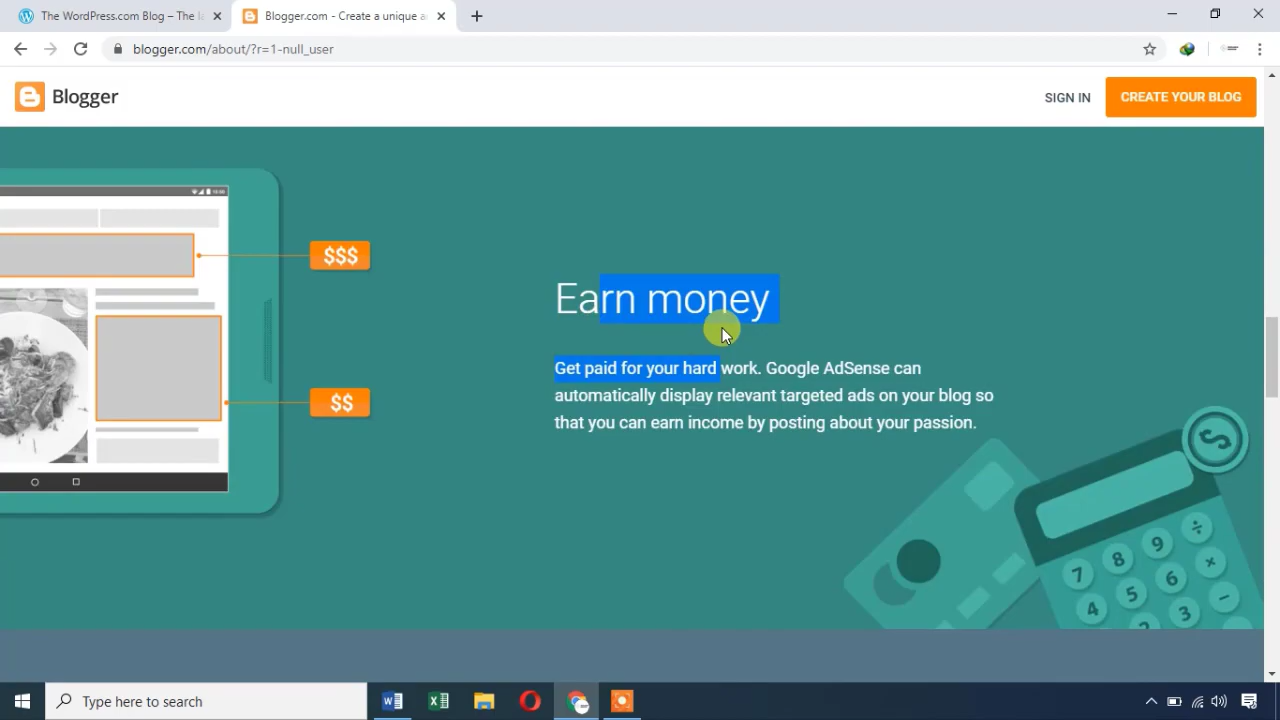 The WordPress.com Blog – The la
Blogger.com - Create a unique a
blogger.com/about/?r=1-null_user
Blogger
SIGN IN
CREATE YOUR BLOG
$$$
$$
Earn money
Get paid for your hard work. Google AdSense can
automatically display relevant targeted ads on your blog so
that you can earn income by posting about your passion.
7 8 9 ÷
4 5 6 ×
3 −
Type here to search